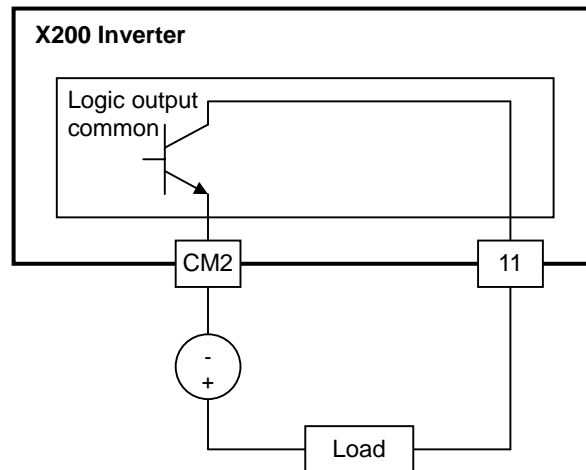 X200 Inverter
Logic output
common
CM2
11
-
+
Load